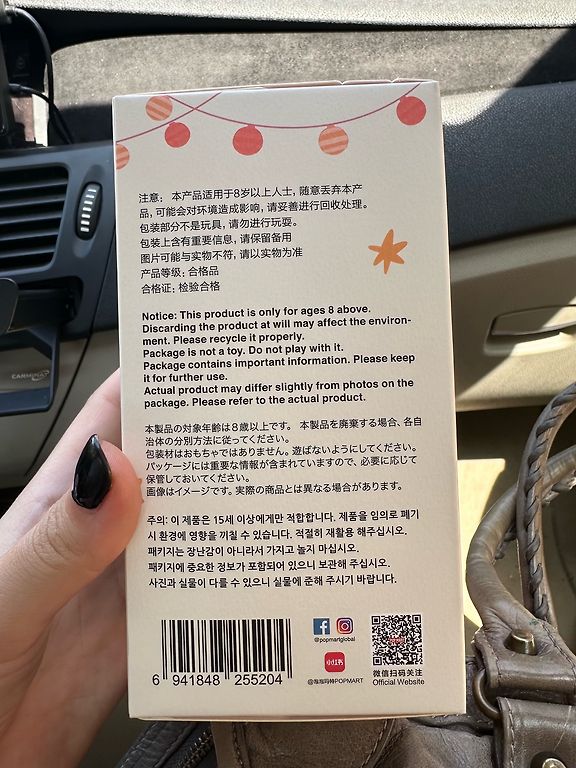 注意： 本产品适用于8岁以上人士，随意丢弃本产
品，可能会对环境造成影响，请妥善进行回收处理。
包装部分不是玩具，请勿进行玩耍。
包装上含有重要信息，请保留备用
图片可能与实物不符，请以实物为准
产品等级：合格品
合格证：检验合格
Notice: This product is only for ages 8 above.
Discarding the product at will may affect the environ-
ment. Please recycle it properly.
Package is not a toy. Do not play with it.
Package contains important information. Please keep
it for further use.
Actual product may differ slightly from photos on the
package. Please refer to the actual product.
本製品の対象年齢は8歳以上です。 本製品を廃棄する場合、各自
治体の分別方法に従ってください。
包装材はおもちゃではありません。遊ばないようにしてください。
パッケージには重要な情報が含まれていますので、必要に応じて
保管しておいてください。
画像はイメージです。実際の商品とは異なる場合があります。
주의: 이 제품은 15세 이상에게만 적합합니다. 제품을 임의로 폐기
시 환경에 영향을 끼칠 수 있습니다. 적절히 재활용 해주십시오.
패키지는 장난감이 아니라서 가지고 놀지 마십시오.
패키지에 중요한 정보가 포함되어 있으니 보관해 주십시오.
사진과 실물이 다를 수 있으니 실물에 준해 주시기 바랍니다.
@popmartglobal
小红书
@泡泡玛特POPMART
微信扫码关注
Official Website
6 941848 255204
CARMINAT